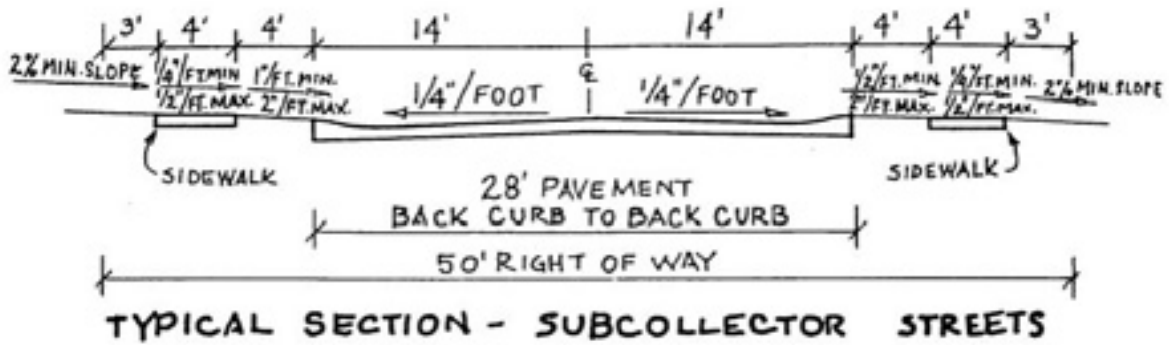 3' 4' 4' 14' 14' 4' 4' 3'
2% MIN. SLOPE 1/4"/FT. MIN 1"/FT. MIN. ℄ 1/2"/FT. MIN 1/4"/FT. MIN. 2% MIN. SLOPE
1/2"/FT. MAX 2"/FT. MAX. 1/4"/FOOT 1/4"/FOOT 2"/FT. MAX. 1/2"/FT. MAX.
SIDEWALK SIDEWALK
28' PAVEMENT
BACK CURB TO BACK CURB
50' RIGHT OF WAY
TYPICAL SECTION - SUBCOLLECTOR STREETS